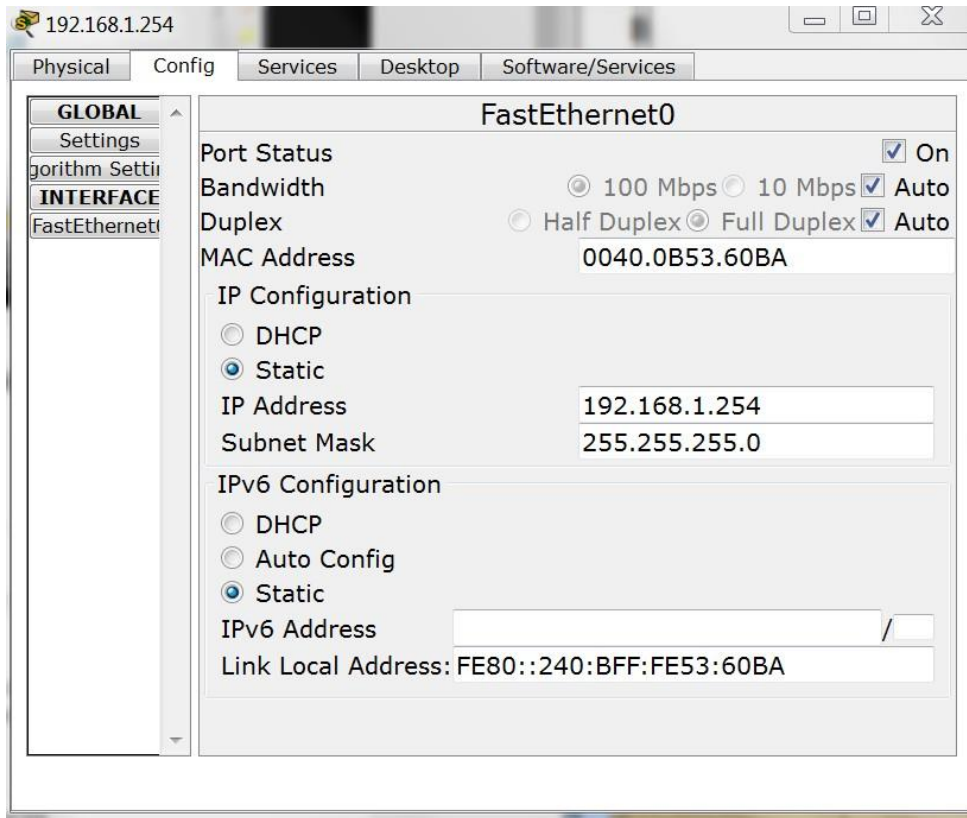 192.168.1.254
Physical Config Services Desktop Software/Services
GLOBAL
Settings
gorithm Settin
INTERFACE
FastEthernet0
FastEthernet0
Port Status On
Bandwidth 100 Mbps 10 Mbps Auto
Duplex Half Duplex Full Duplex Auto
MAC Address 0040.0B53.60BA
IP Configuration
DHCP
Static
IP Address 192.168.1.254
Subnet Mask 255.255.255.0
IPv6 Configuration
DHCP
Auto Config
Static
IPv6 Address /
Link Local Address: FE80::240:BFF:FE53:60BA